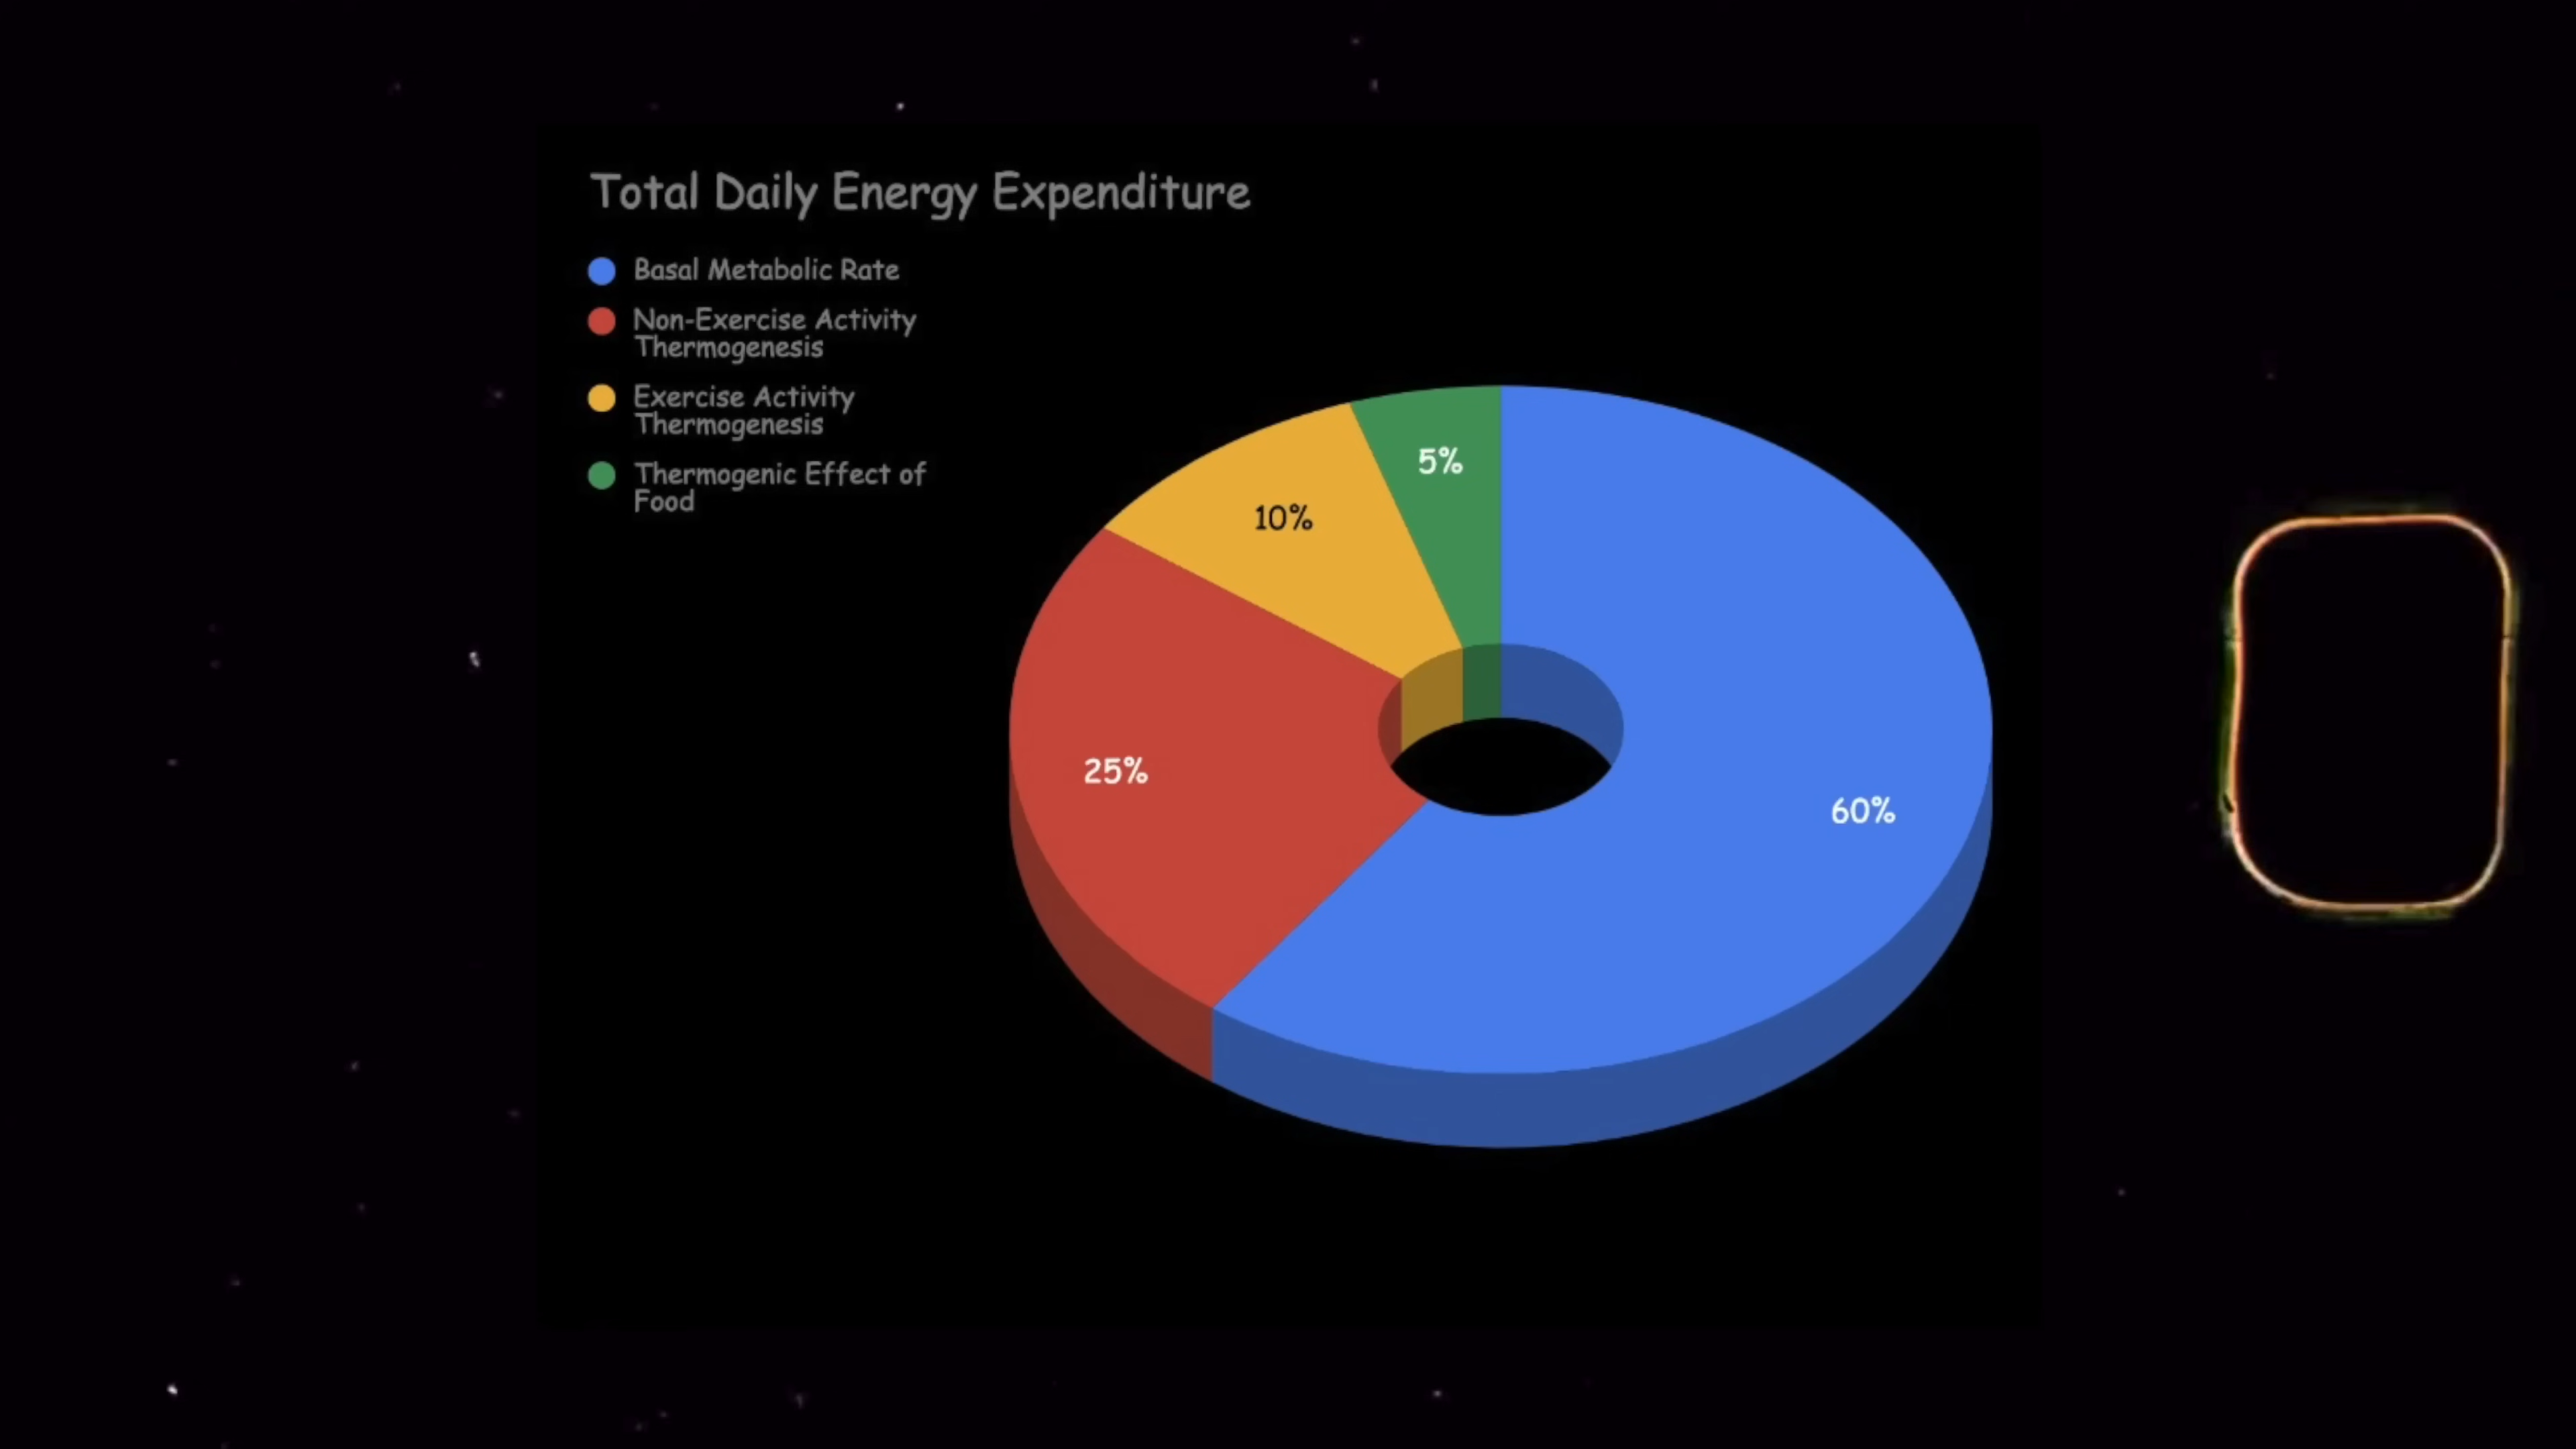 Total Daily Energy Expenditure
Basal Metabolic Rate
Non-Exercise Activity
Thermogenesis
Exercise Activity
Thermogenesis
Thermogenic Effect of
Food
5%
10%
25%
60%